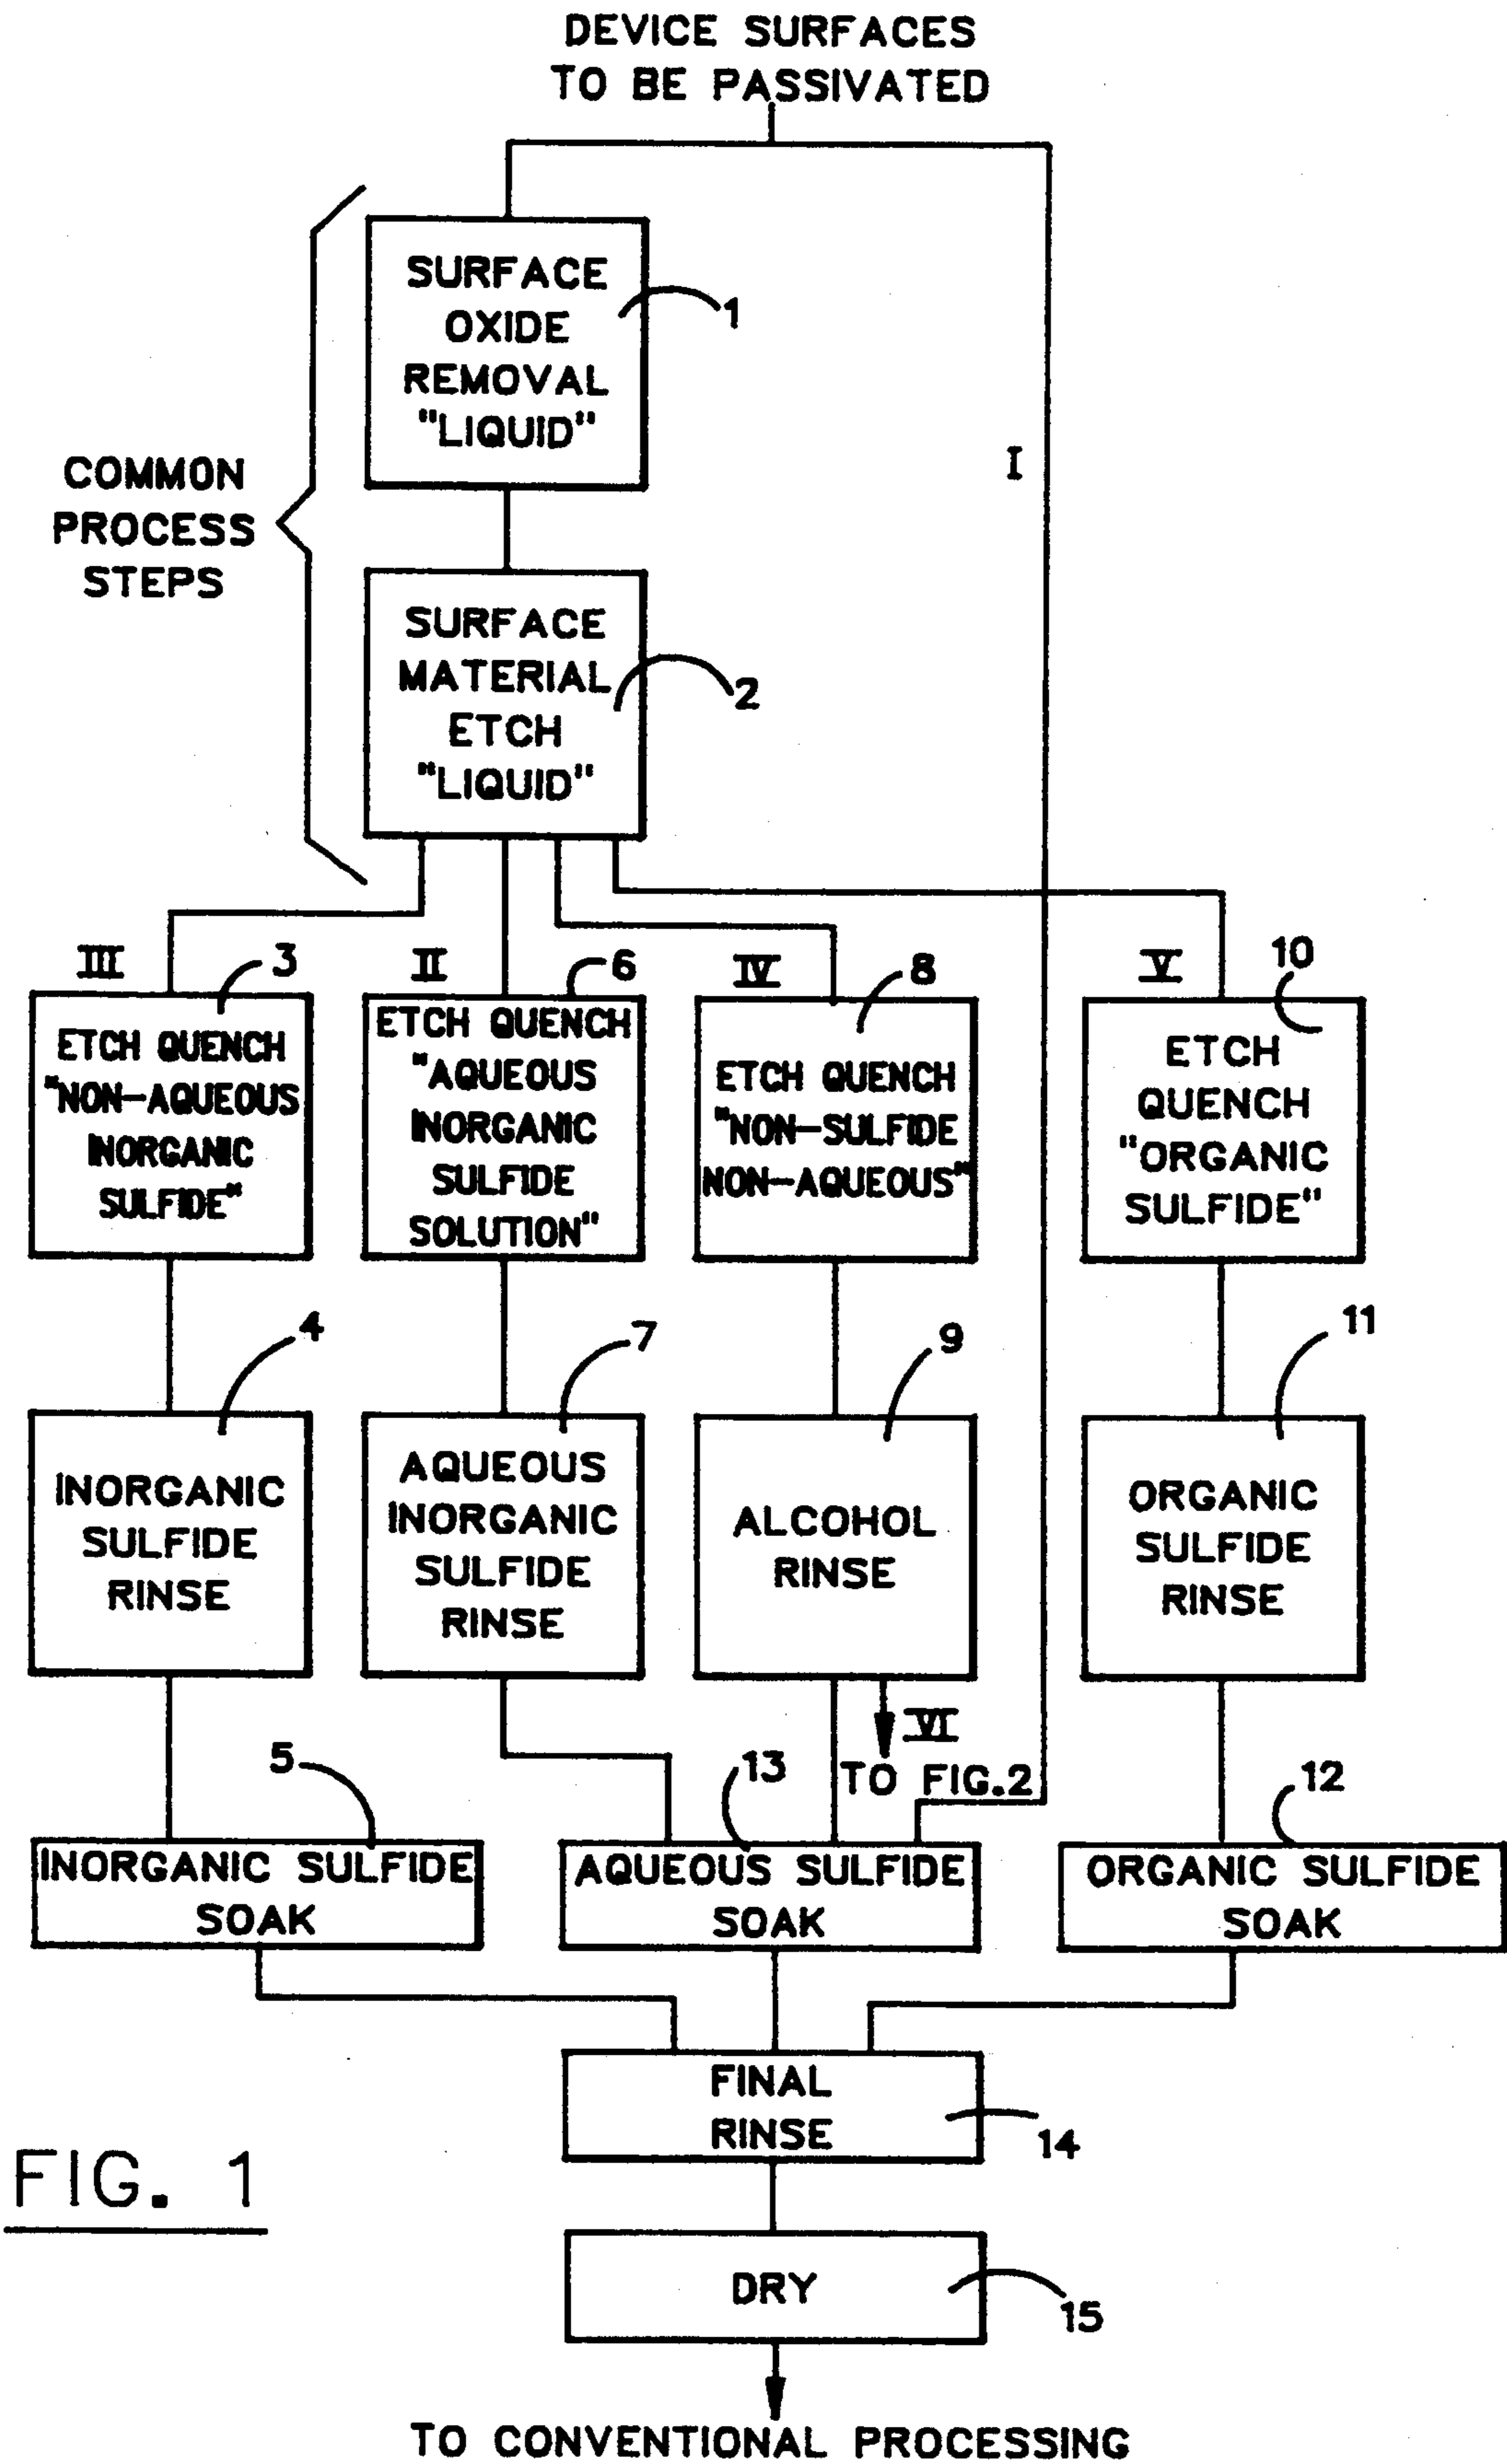 DEVICE SURFACES
TO BE PASSIVATED
SURFACE
OXIDE
REMOVAL
"LIQUID"
1
I
COMMON
PROCESS
STEPS
SURFACE
MATERIAL
ETCH
"LIQUID"
2
III
3
ETCH QUENCH
"NON-AQUEOUS
INORGANIC
SULFIDE"
II
6
ETCH QUENCH
"AQUEOUS
INORGANIC
SULFIDE
SOLUTION"
IV
8
ETCH QUENCH
"NON-SULFIDE
NON-AQUEOUS"
V
10
ETCH
QUENCH
"ORGANIC
SULFIDE"
4
INORGANIC
SULFIDE
RINSE
7
AQUEOUS
INORGANIC
SULFIDE
RINSE
9
ALCOHOL
RINSE
11
ORGANIC
SULFIDE
RINSE
VI
TO FIG.2
5
INORGANIC SULFIDE
SOAK
13
AQUEOUS SULFIDE
SOAK
12
ORGANIC SULFIDE
SOAK
FINAL
RINSE
14
FIG. 1
DRY
15
TO CONVENTIONAL PROCESSING